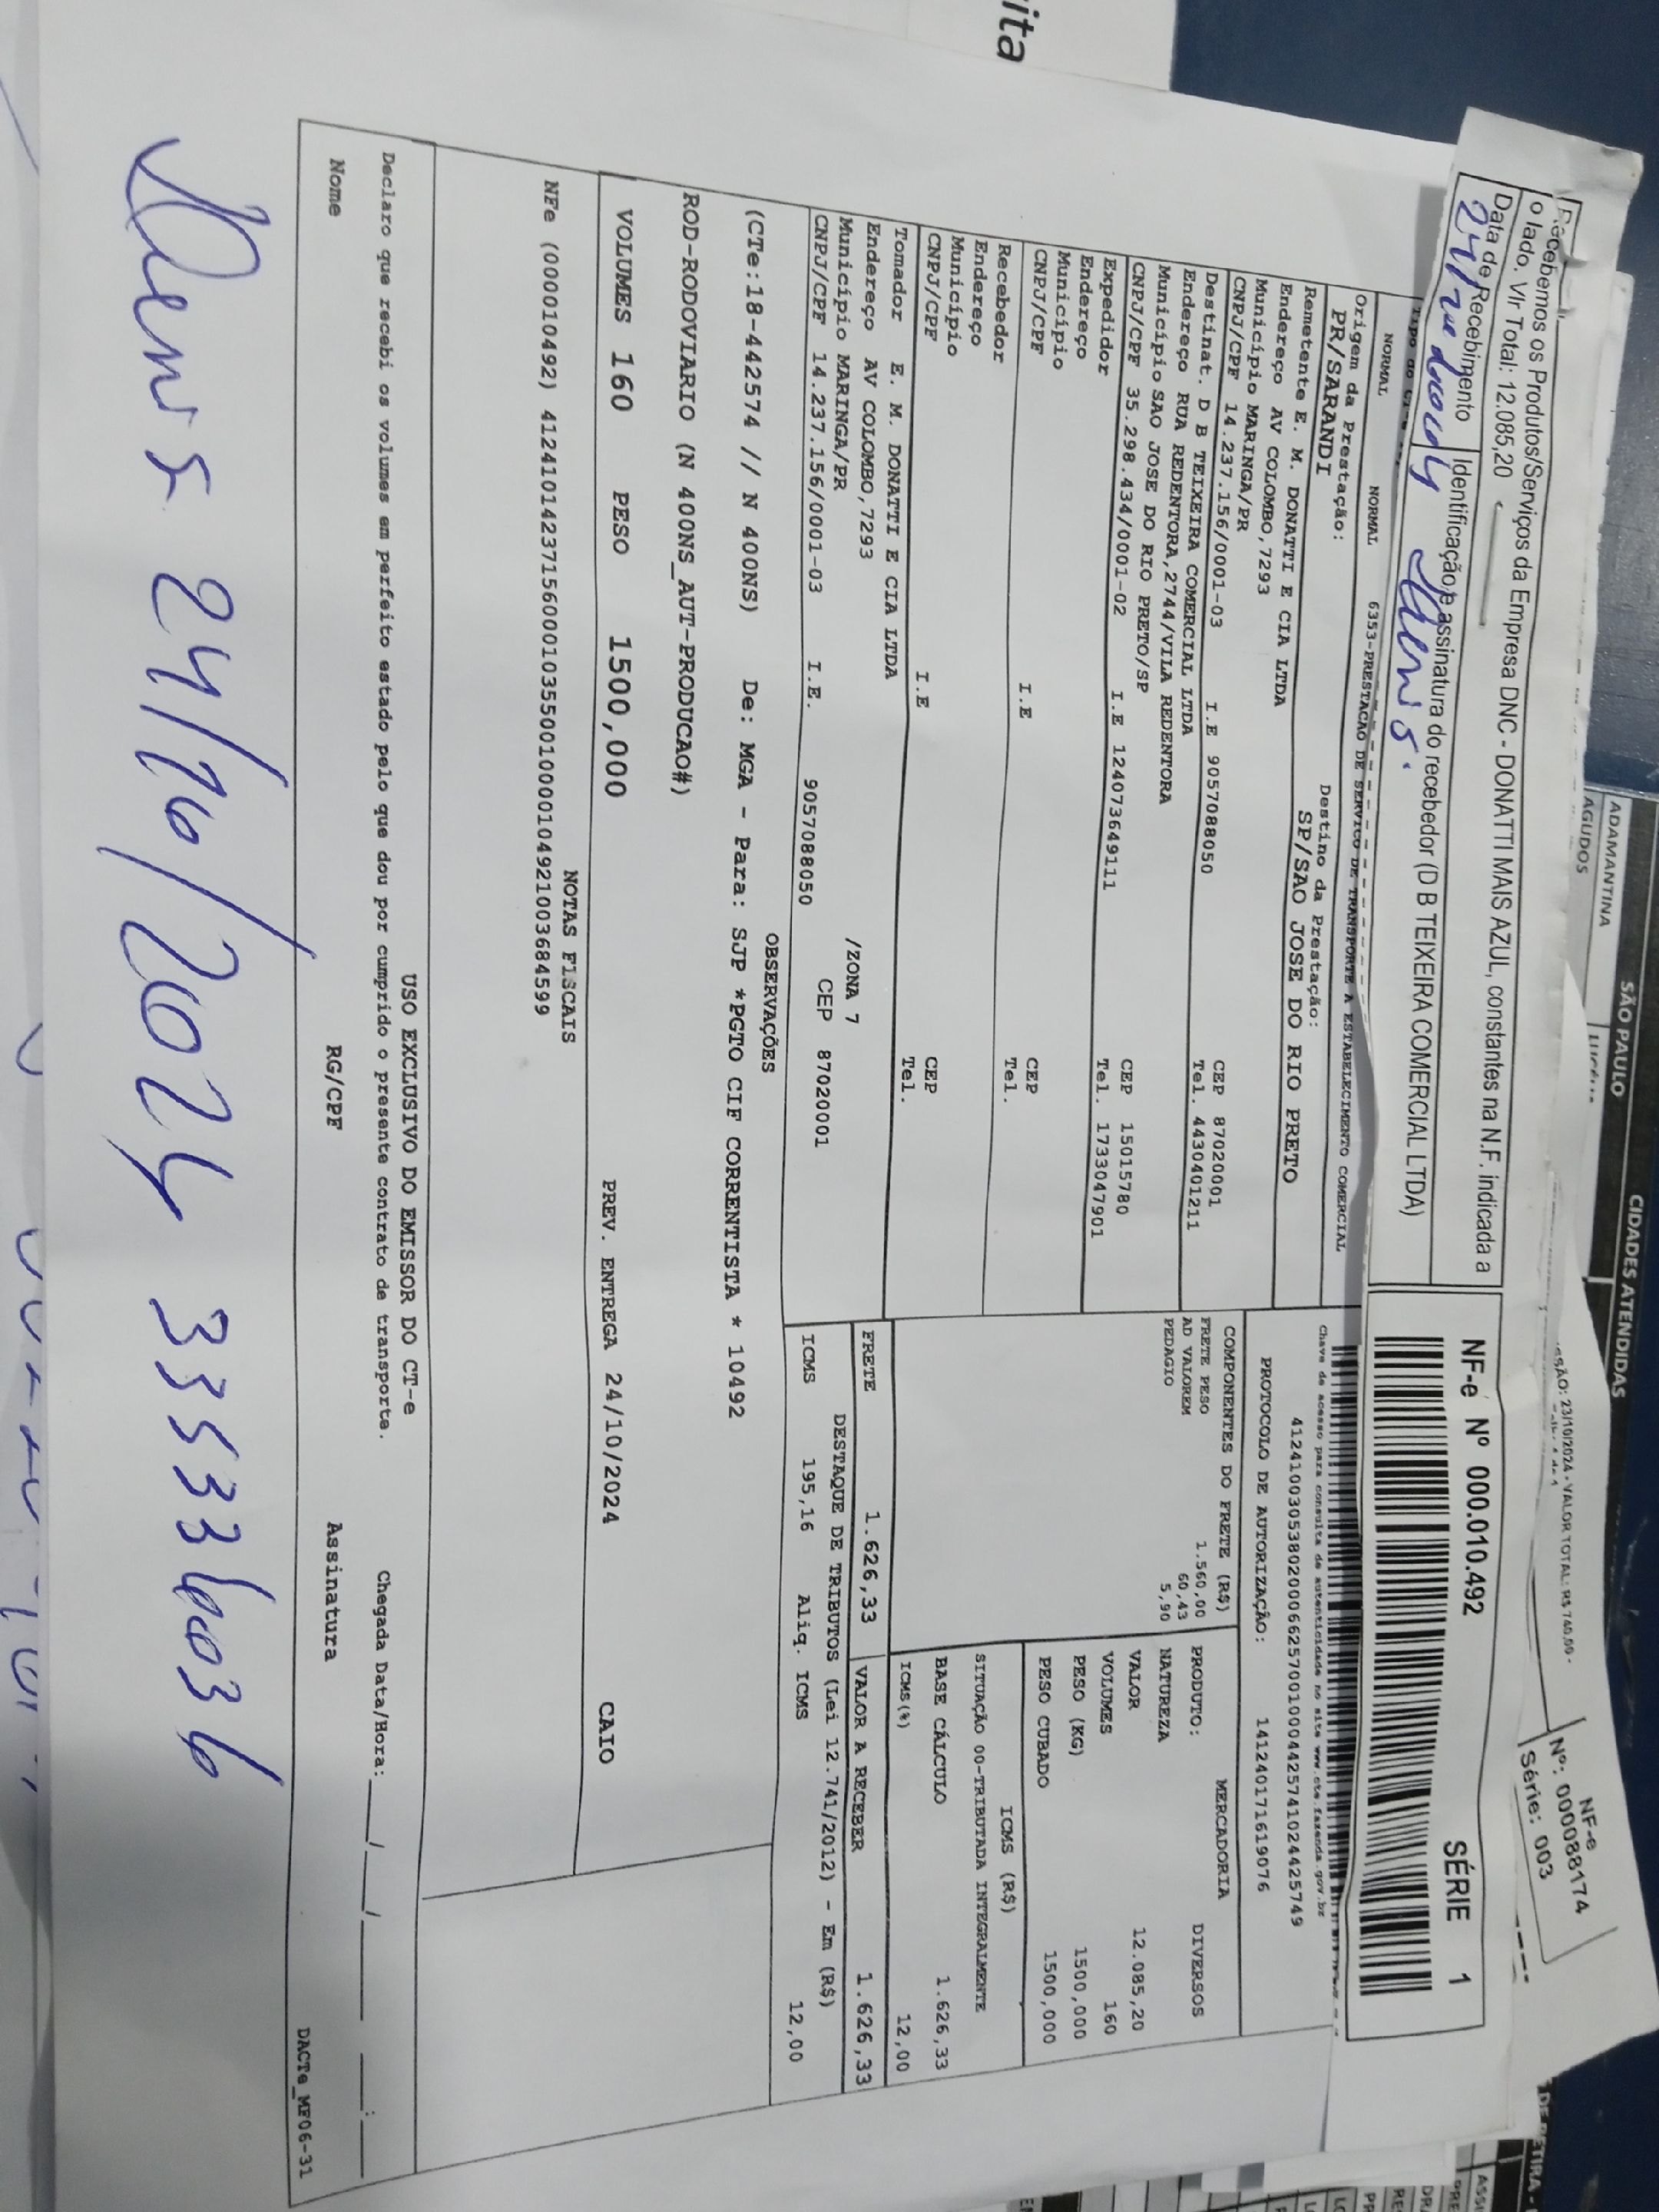 ita
SÃO PAULO
CIDADES ATENDIDAS
ADAMANTINA
AGUDOS
SSÃO: 23/10/2024 - VALOR TOTAL: R$ 740,00 -
NF-e
Nº: 000088174
Série: 003
Recebemos os Produtos/Serviços da Empresa DNC - DONATTI MAIS AZUL, constantes na N.F. indicada a
o lado. Vlr Total: 12.085,20
Data de Recebimento
Identificação e assinatura do recebedor (D B TEIXEIRA COMERCIAL LTDA)
NF-e Nº 000.010.492
SÉRIE 1
NORMAL NORMAL 6353-PRESTACAO DE SERVICO DE TRANSPORTE A ESTABELECIMENTO COMERCIAL
Origem da Prestação: Destino da Prestação:
PR/SARANDI SP/SAO JOSE DO RIO PRETO
Remetente E. M. DONATTI E CIA LTDA
Endereço AV COLOMBO,7293
Município MARINGA/PR CEP 87020001
CNPJ/CPF 14.237.156/0001-03 I.E 9057088050 Tel. 4430401211
Destinat. D B TEIXEIRA COMERCIAL LTDA
Endereço RUA REDENTORA,2744/VILA REDENTORA
Município SAO JOSE DO RIO PRETO/SP CEP 15015780
CNPJ/CPF 35.298.434/0001-02 I.E 124073649111 Tel. 1733047901
Expedidor
Endereço
Município CEP
CNPJ/CPF I.E Tel.
Recebedor
Endereço
Município CEP
CNPJ/CPF I.E Tel.
Tomador E. M. DONATTI E CIA LTDA
Endereço AV COLOMBO,7293 /ZONA 7
Município MARINGA/PR CEP 87020001
CNPJ/CPF 14.237.156/0001-03 I.E. 9057088050
Chave de acesso para consulta de autenticidade no site www.cte.fazenda.gov.br
41241003053802000662570010004425741024425749
PROTOCOLO DE AUTORIZAÇÃO: 141240171619076
COMPONENTES DO FRETE (R$)
FRETE PESO 1.560,00
AD VALOREM 60,43
PEDAGIO 5,90
MERCADORIA
PRODUTO: DIVERSOS
NATUREZA
VALOR 12.085,20
VOLUMES 160
PESO (KG) 1500,000
PESO CUBADO 1500,000
ICMS (R$)
SITUAÇÃO 00-TRIBUTADA INTEGRALMENTE
BASE CÁLCULO 1.626,33
ICMS(%) 12,00
FRETE 1.626,33 VALOR A RECEBER 1.626,33
DESTAQUE DE TRIBUTOS (Lei 12.741/2012) - Em (R$)
ICMS 195,16 Aliq. ICMS 12,00
OBSERVAÇÕES
(CTe:18-442574 // N 400NS) De: MGA - Para: SJP *PGTO CIF CORRENTISTA * 10492
ROD-RODOVIARIO (N 400NS_AUT-PRODUCAO#)
VOLUMES 160 PESO 1500,000 PREV. ENTREGA 24/10/2024 CAIO
NOTAS FISCAIS
NFe (000010492) 41241014237156000103550010000104921003684599
USO EXCLUSIVO DO EMISSOR DO CT-e
Declaro que recebi os volumes em perfeito estado pelo que dou por cumprido o presente contrato de transporte. Chegada Data/Hora:____/____/______ ____:____
Nome RG/CPF Assinatura
DACTe_MF06-31
24/10/2024 335336036